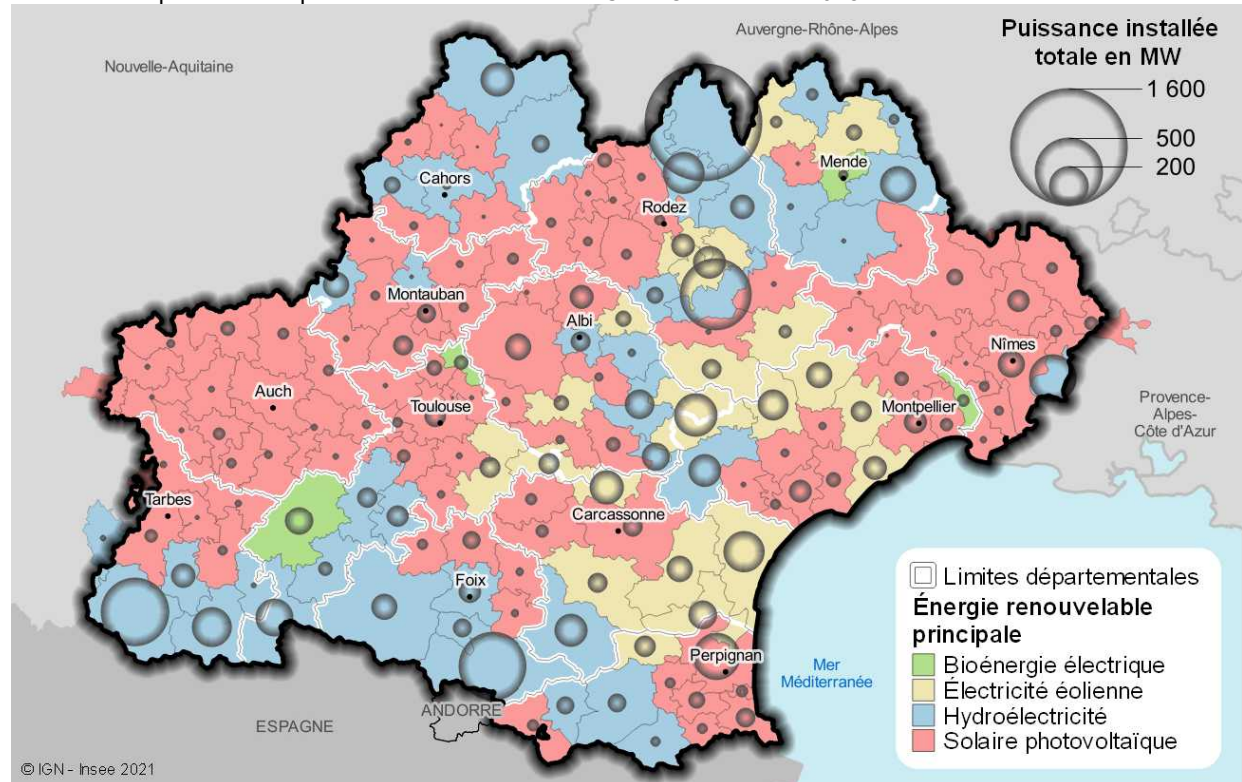 Nouvelle-Aquitaine
Auvergne-Rhône-Alpes
Puissance installée
totale en MW
1 600
500
200
Mende
Cahors
Rodez
Montauban
Albi
Nîmes
Auch
Toulouse
Montpellier
Provence-
Alpes-
Côte d'Azur
Tarbes
Carcassonne
Foix
Perpignan
Mer
Méditerranée
ANDORRE
ESPAGNE
Limites départementales
Énergie renouvelable
principale
Bioénergie électrique
Électricité éolienne
Hydroélectricité
Solaire photovoltaïque
© IGN - Insee 2021